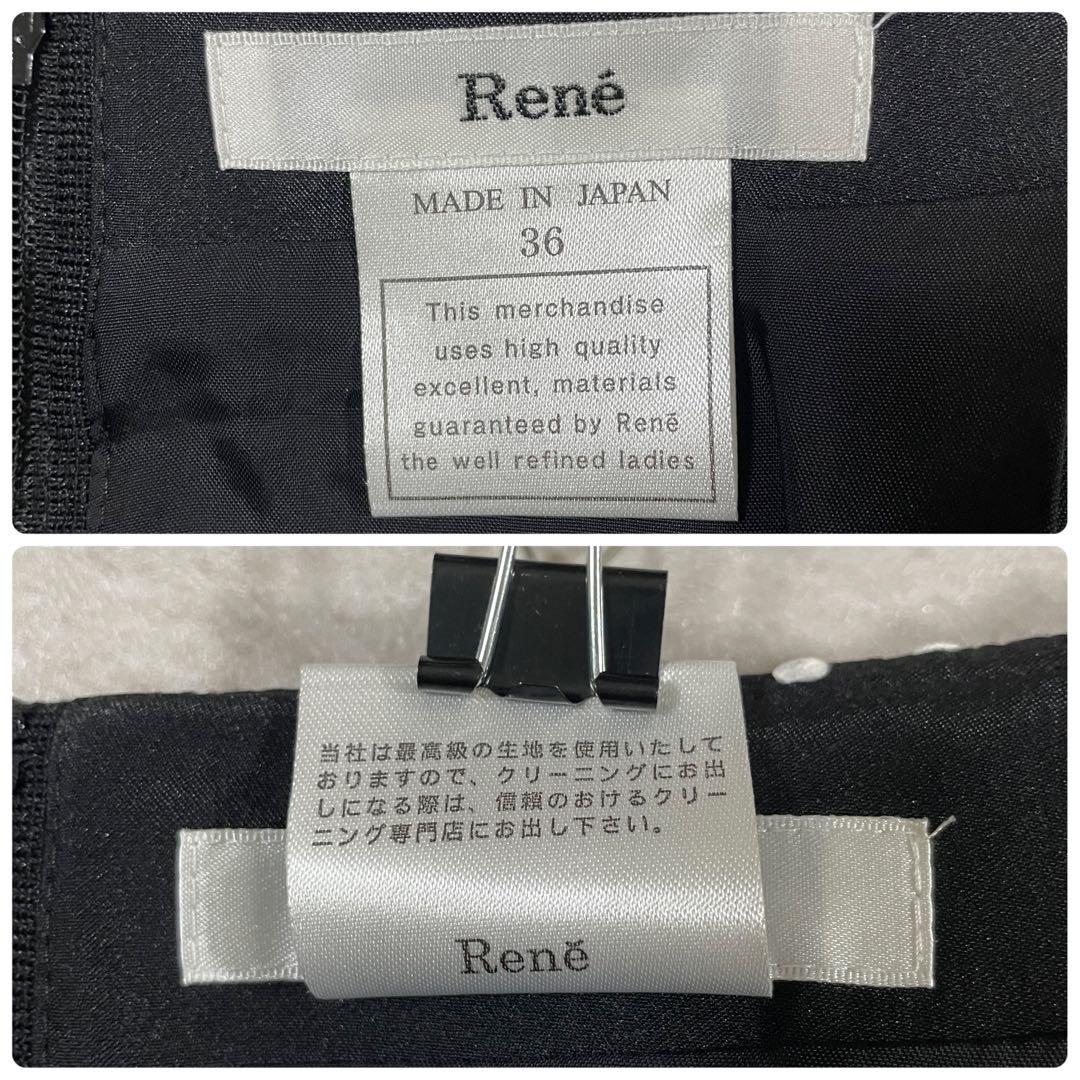 René
MADE IN JAPAN
36
This merchandise
uses high quality
excellent, materials
guaranteed by Renē
the well refined ladies
当社は最高級の生地を使用いたして
おりますので、クリーニングにお出
しになる際は、信頼のおけるクリー
ニング専門店にお出し下さい。
Renĕ